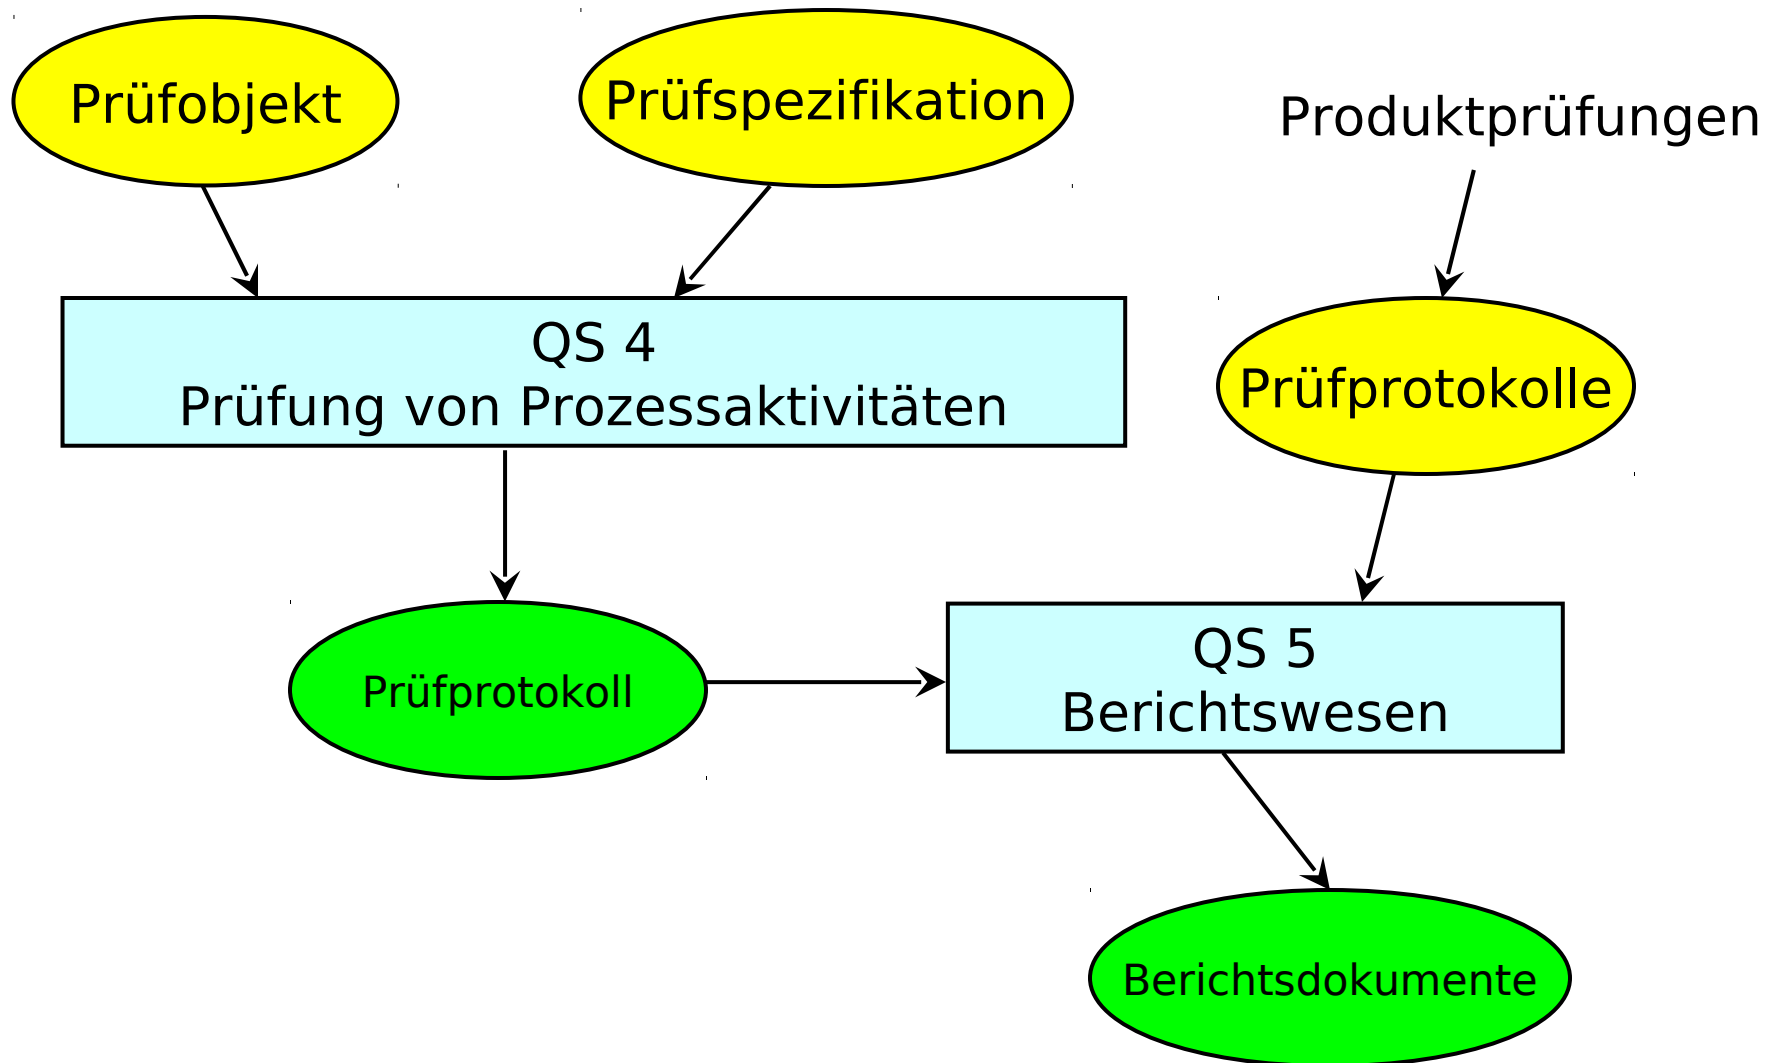 Prüfobjekt
Prüfspezifikation
Produktprüfungen
QS 4
Prüfung von Prozessaktivitäten
Prüfprotokolle
Prüfprotokoll
QS 5
Berichtswesen
Berichtsdokumente